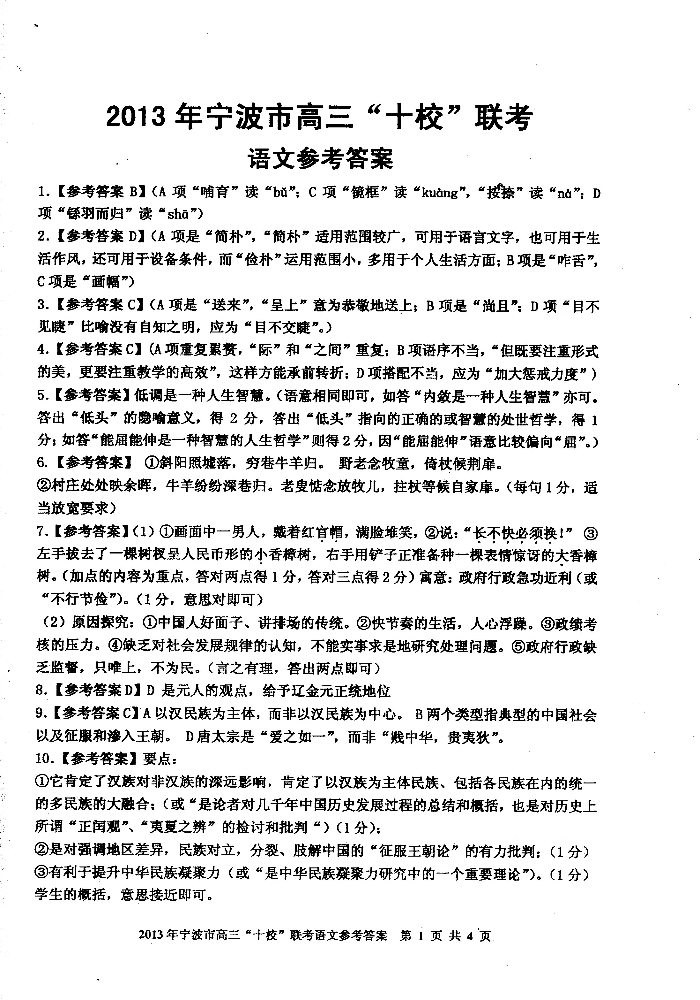 2013 年宁波市高三“十校”联考
语文参考答案
1.【参考答案 B】(A 项“哺育”读“bǔ”; C 项“镜框”读“kuàng”,“按捺”读“nà”; D
项“铩羽而归”读“shā”)
2.【参考答案 D】(A 项是“简朴”,“简朴”适用范围较广，可用于语言文字，也可用于生
活作风，还可用于设备条件，而“俭朴”运用范围小，多用于个人生活方面；B项是“咋舌”，
C 项是“画幅”)
3.【参考答案 C】(A 项是“送来”，“呈上”意为恭敬地送上；B 项是“尚且”；D 项“目不
见睫”比喻没有自知之明，应为“目不交睫”。)
4.【参考答案 C】(A 项重复累赘，“际”和“之间”重复；B 项语序不当，“但既要注重形式
的美，更要注重教学的高效”，这样方能承前转折；D 项搭配不当，应为“加大惩戒力度”)
5.【参考答案】低调是一种人生智慧。(语意相同即可，如答“内敛是一种人生智慧”亦可。
答出“低头”的隐喻意义，得 2 分，答出“低头”指向的正确的或智慧的处世哲学，得 1
分；如答“能屈能伸是一种智慧的人生哲学”则得 2 分，因“能屈能伸”语意比较偏向“屈”。)
6.【参考答案】 ①斜阳照墟落，穷巷牛羊归。 野老念牧童，倚杖候荆扉。
②村庄处处映余晖，牛羊纷纷深巷归。老叟惦念放牧儿，拄杖等候自家扉。(每句 1 分，适
当放宽要求)
7.【参考答案】(1) ①画面中一男人，戴着红官帽，满脸堆笑，②说：“长不快必须换!” ③
左手拔去了一棵树杈呈人民币形的小香樟树，右手用铲子正准备种一棵表情惊讶的大香樟
树。(加点的内容为重点，答对两点得 1 分，答对三点得 2 分) 寓意：政府行政急功近利(或
“不行节俭”)。(1 分，意思对即可)
(2) 原因探究：①中国人好面子、讲排场的传统。②快节奏的生活，人心浮躁。③政绩考
核的压力。④缺乏对社会发展规律的认知，不能实事求是地研究处理问题。⑤政府行政缺
乏监督，只唯上，不为民。(言之有理，答出两点即可)
8.【参考答案 D】D 是元人的观点，给予辽金元正统地位
9.【参考答案 C】A 以汉民族为主体，而非以汉民族为中心。 B 两个类型指典型的中国社会
以及征服和渗入王朝。 D 唐太宗是“爱之如一”，而非“贱中华，贵夷狄”。
10.【参考答案】要点：
①它肯定了汉族对非汉族的深远影响，肯定了以汉族为主体民族、包括各民族在内的统一
的多民族的大融合；(或“是论者对几千年中国历史发展过程的总结和概括，也是对历史上
所谓“正闰观”、“夷夏之辨”的检讨和批判“)(1 分)；
②是对强调地区差异，民族对立，分裂、肢解中国的“征服王朝论”的有力批判；(1 分)
③有利于提升中华民族凝聚力(或“是中华民族凝聚力研究中的一个重要理论”)。(1 分)
学生的概括，意思接近即可。
2013 年宁波市高三“十校”联考语文参考答案 第 1 页 共 4 页